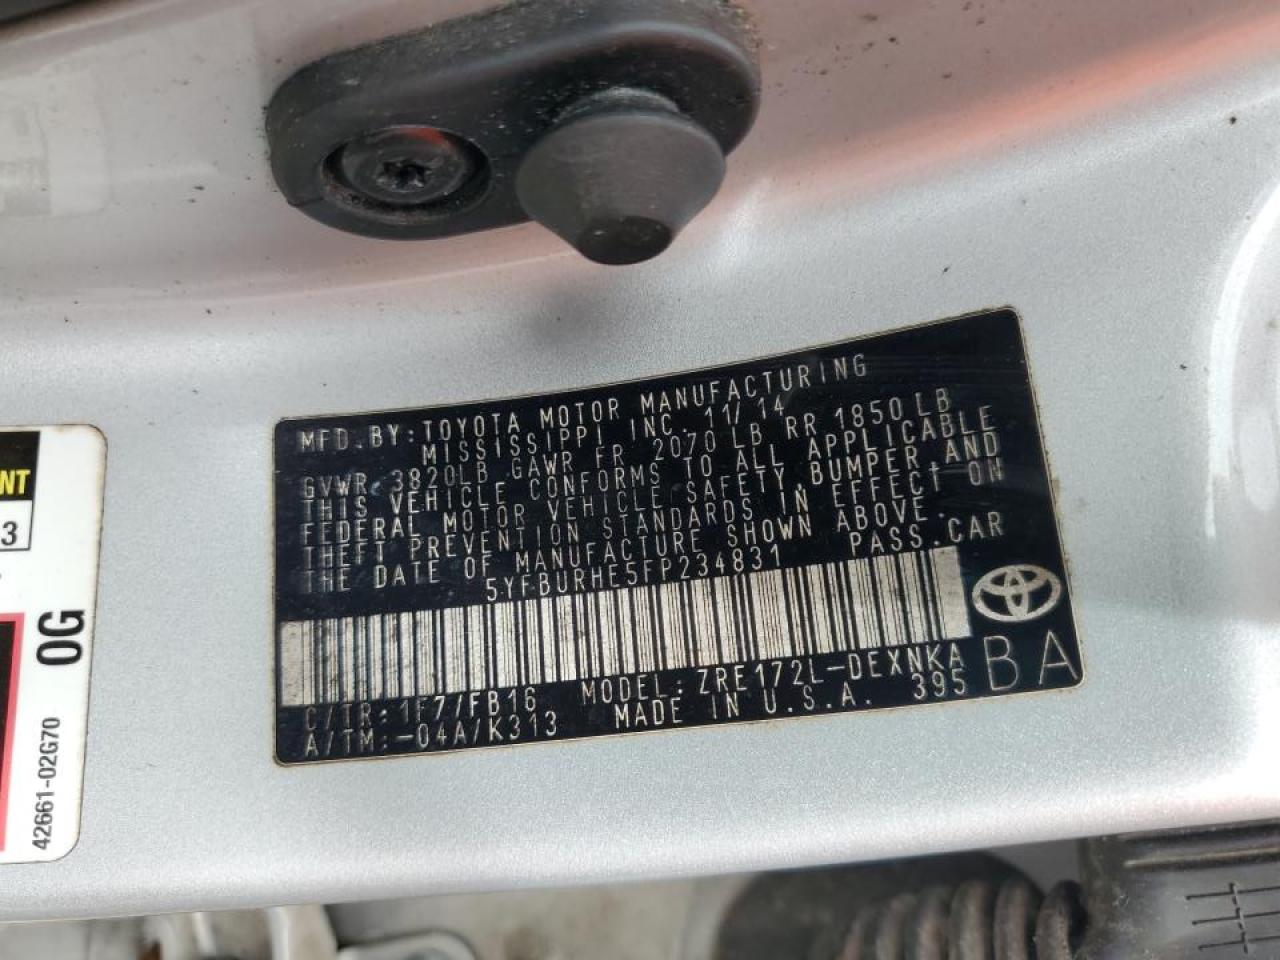 MFD.BY:TOYOTA MOTOR MANUFACTURING
MISSISSIPPI INC. 11/14
GVWR 3820LB GAWR FR 2070LB RR 1850LB
THIS VEHICLE CONFORMS TO ALL APPLICABLE
FEDERAL MOTOR VEHICLE SAFETY,BUMPER AND
THEFT PREVENTION STANDARDS IN EFFECT ON
THE DATE OF MANUFACTURE SHOWN ABOVE.
5YFBURHE5FP234831 PASS.CAR
C/TR:1F7/FB16 MODEL:ZRE172L-DEXNKA
A/TM:-04A/K313 MADE IN U.S.A. 395
BA
NT
3
0G
42661-02G70